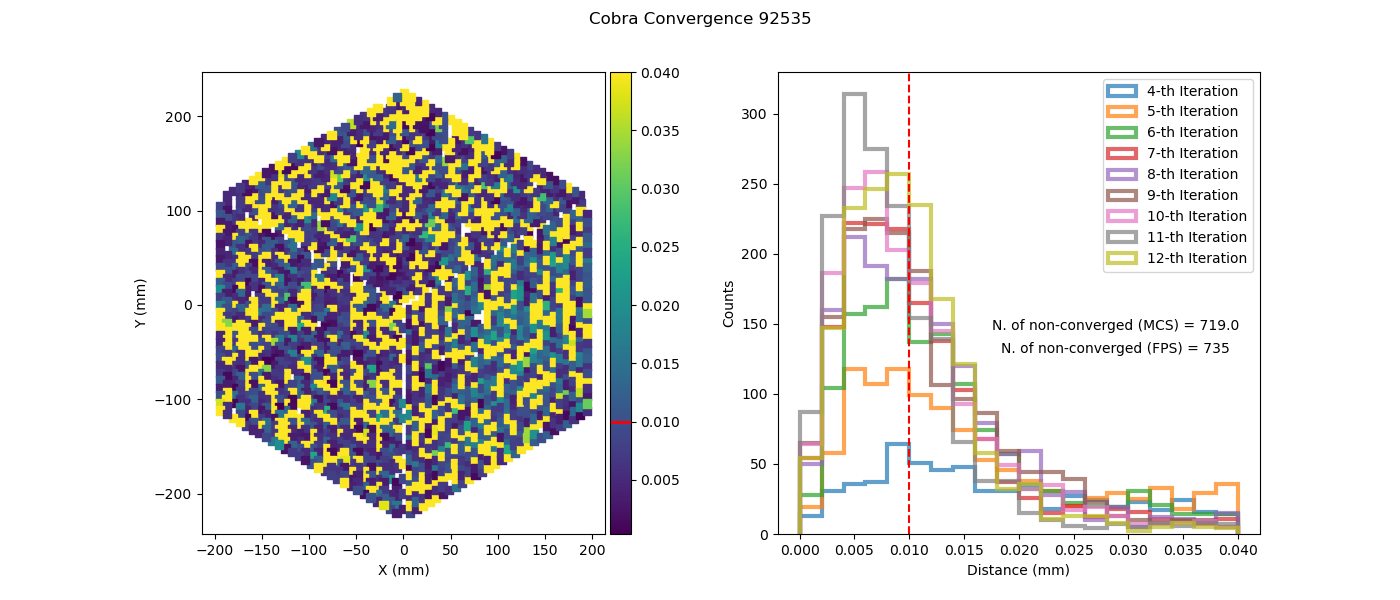 Cobra Convergence 92535
Y (mm)
200
100
0
−100
−200
−200 −150 −100 −50 0 50 100 150 200
X (mm)
0.040
0.035
0.030
0.025
0.020
0.015
0.010
0.005
Counts
300
250
200
150
100
50
0
0.000 0.005 0.010 0.015 0.020 0.025 0.030 0.035 0.040
Distance (mm)
4-th Iteration
5-th Iteration
6-th Iteration
7-th Iteration
8-th Iteration
9-th Iteration
10-th Iteration
11-th Iteration
12-th Iteration
N. of non-converged (MCS) = 719.0
N. of non-converged (FPS) = 735